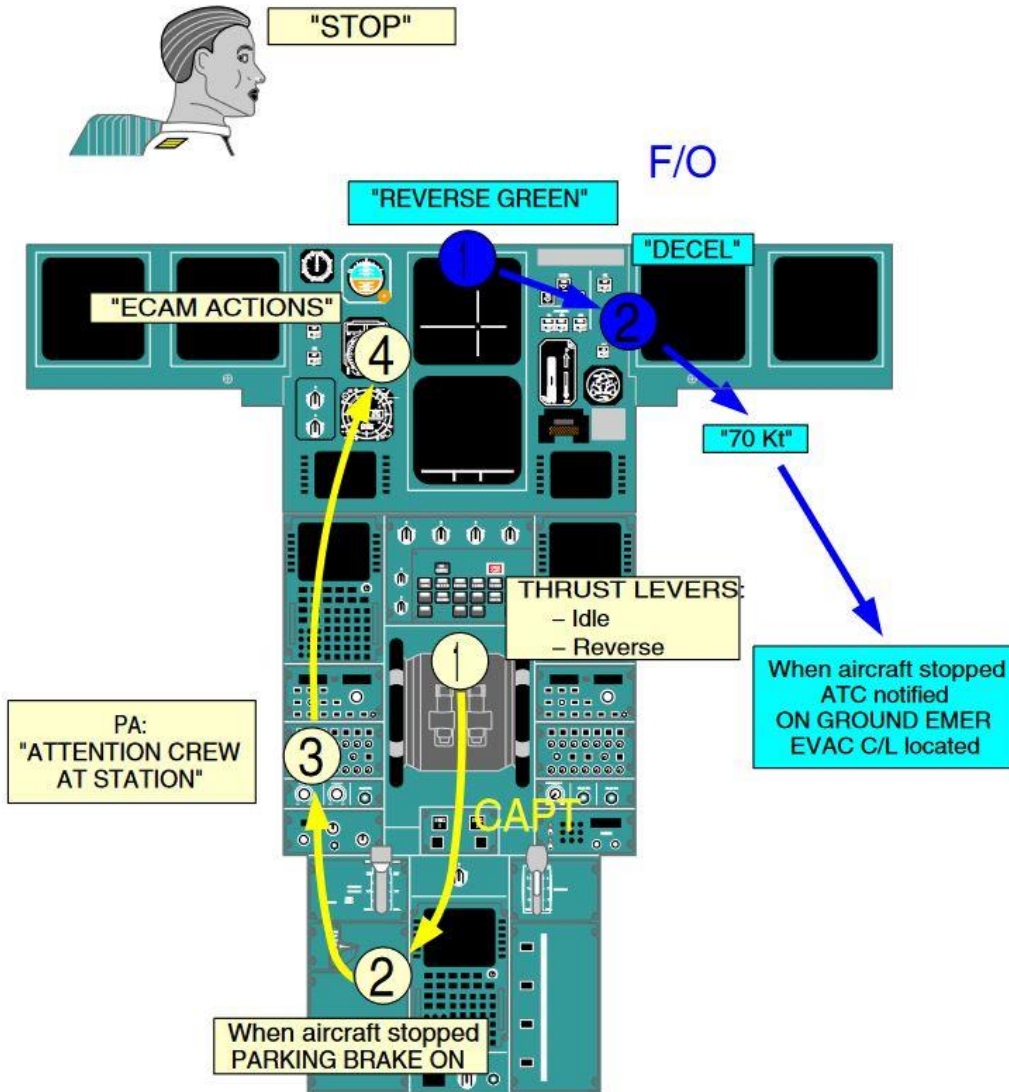 "STOP"
F/O
"REVERSE GREEN"
1
"DECEL"
2
"ECAM ACTIONS"
4
"70 Kt"
THRUST LEVERS:
– Idle
– Reverse
1
When aircraft stopped
ATC notified
ON GROUND EMER
EVAC C/L located
PA:
"ATTENTION CREW
AT STATION"
3
CAPT
2
When aircraft stopped
PARKING BRAKE ON